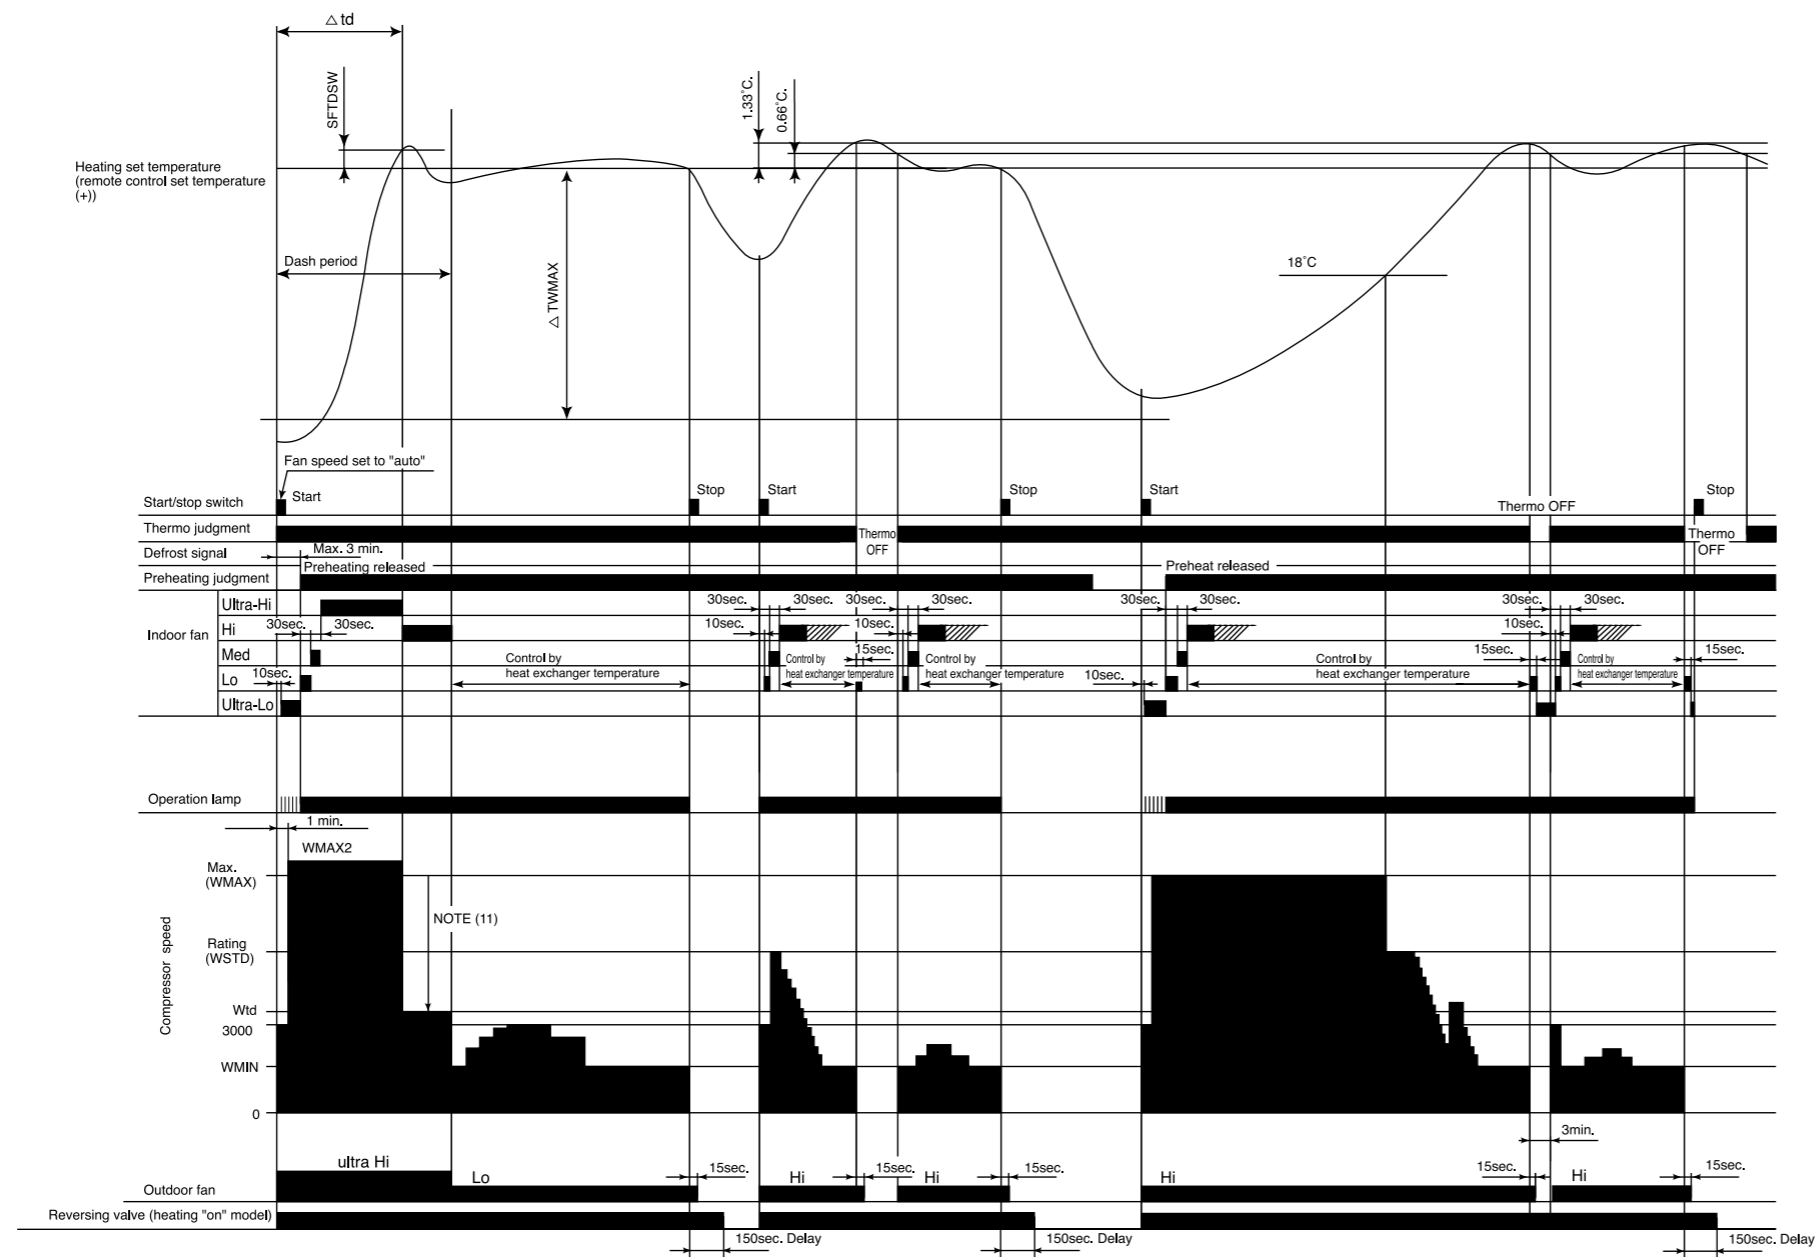 △ td
SFTDSW
1.33°C.
0.66°C.
Heating set temperature
(remote control set temperature
(+))
Dash period
△ TWMAX
18°C
Fan speed set to "auto"
Start/stop switch
Start
Stop
Start
Stop
Start
Thermo OFF
Stop
Thermo judgment
Thermo
OFF
Thermo
OFF
Defrost signal
Max. 3 min.
Preheating judgment
Preheating released
Preheat released
Indoor fan
Ultra-Hi
30sec.
30sec.
30sec.
30sec.
30sec.
30sec.
30sec.
30sec.
Hi
30sec.
30sec.
10sec.
10sec.
10sec.
Med
Control by
heat exchanger temperature
Control by
heat exchanger temperature
15sec.
Control by
heat exchanger temperature
Control by
heat exchanger temperature
15sec.
Control by
heat exchanger temperature
15sec.
Lo
10sec.
10sec.
Ultra-Lo
Operation lamp
1 min.
WMAX2
Compressor speed
Max.
(WMAX)
NOTE (11)
Rating
(WSTD)
Wtd
3000
WMIN
0
3min.
Outdoor fan
ultra Hi
Lo
15sec.
Hi
15sec.
Hi
15sec.
Hi
15sec.
Hi
15sec.
Reversing valve (heating "on" model)
150sec. Delay
150sec. Delay
150sec. Delay